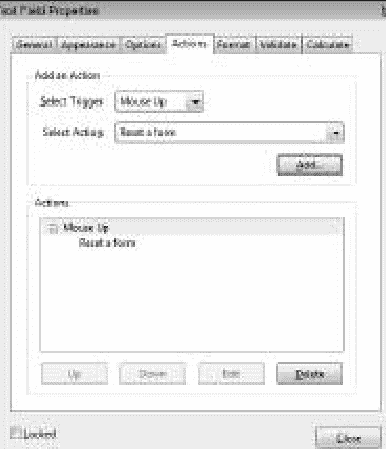 Text Field Properties
General Appearance Options Actions Format Validate Calculate
Add an Action
Select Trigger: Mouse Up
Select Action: Reset a form
Add...
Actions
Mouse Up
Reset a form
Up Down Edit Delete
Locked
Close